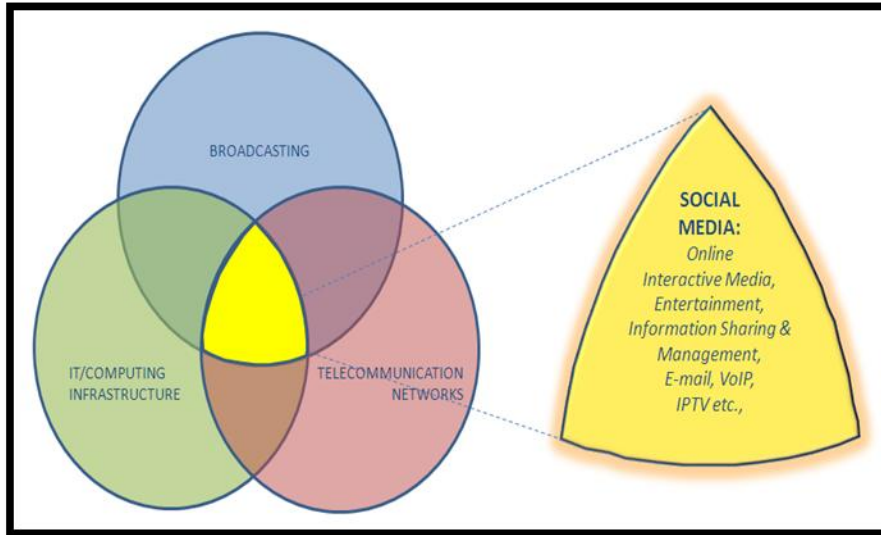 BROADCASTING
IT/COMPUTING
INFRASTRUCTURE
TELECOMMUNICATION
NETWORKS
SOCIAL
MEDIA:
Online
Interactive Media,
Entertainment,
Information Sharing &
Management,
E-mail, VoIP,
IPTV etc.,